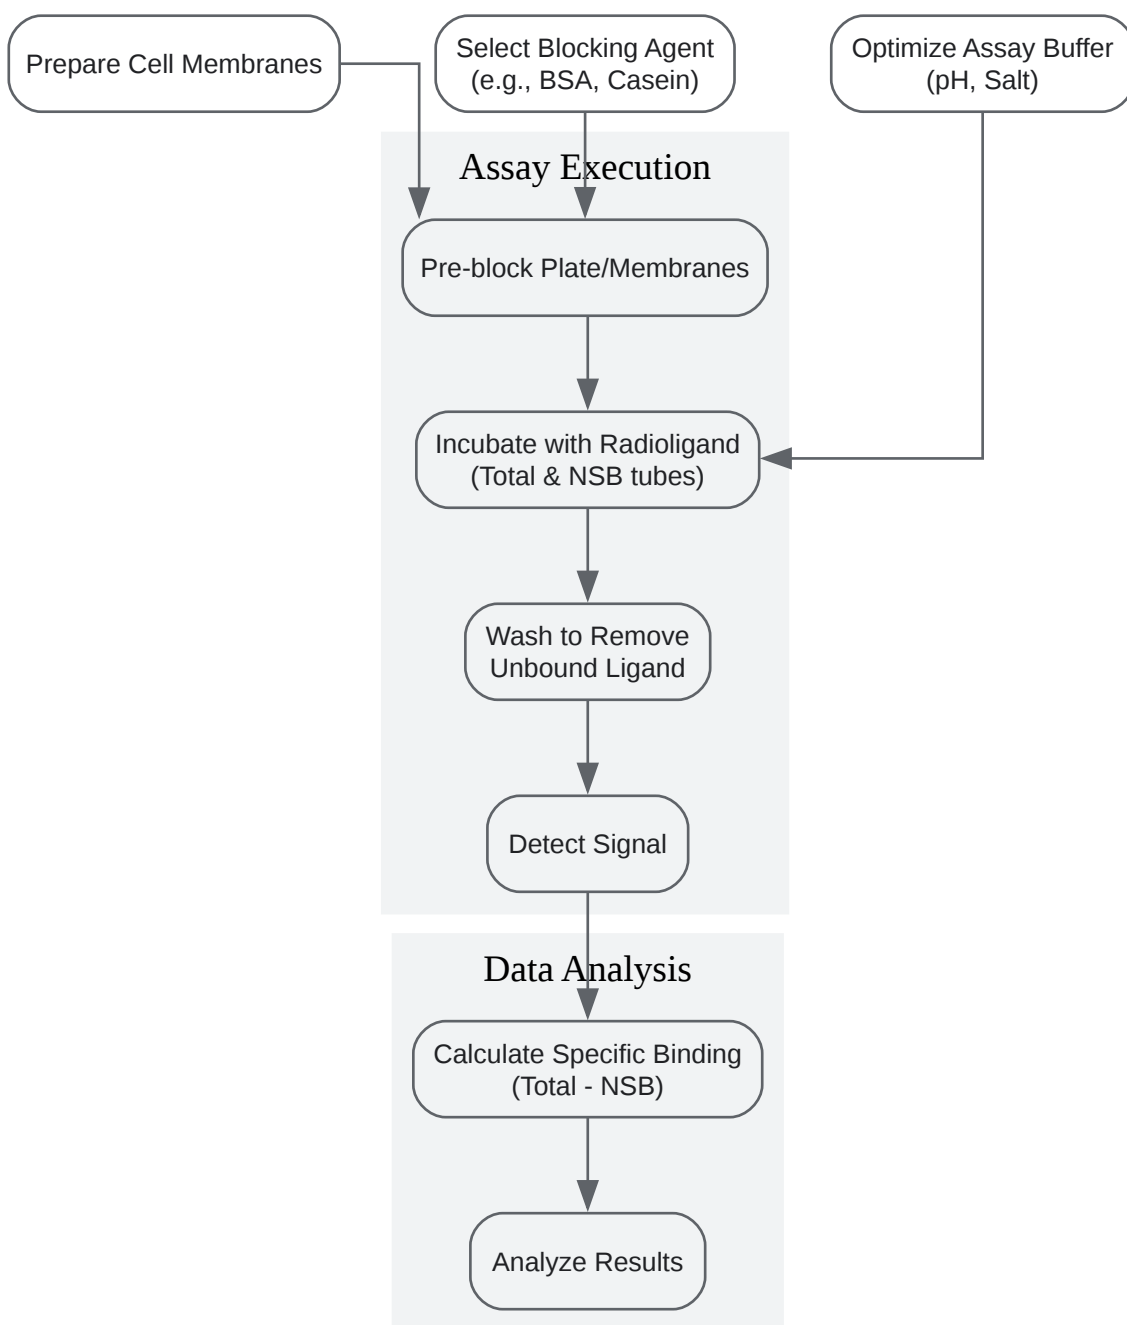 Prepare Cell Membranes
Select Blocking Agent
(e.g., BSA, Casein)
Optimize Assay Buffer
(pH, Salt)
Assay Execution
Pre-block Plate/Membranes
Incubate with Radioligand
(Total & NSB tubes)
Wash to Remove
Unbound Ligand
Detect Signal
Data Analysis
Calculate Specific Binding
(Total - NSB)
Analyze Results